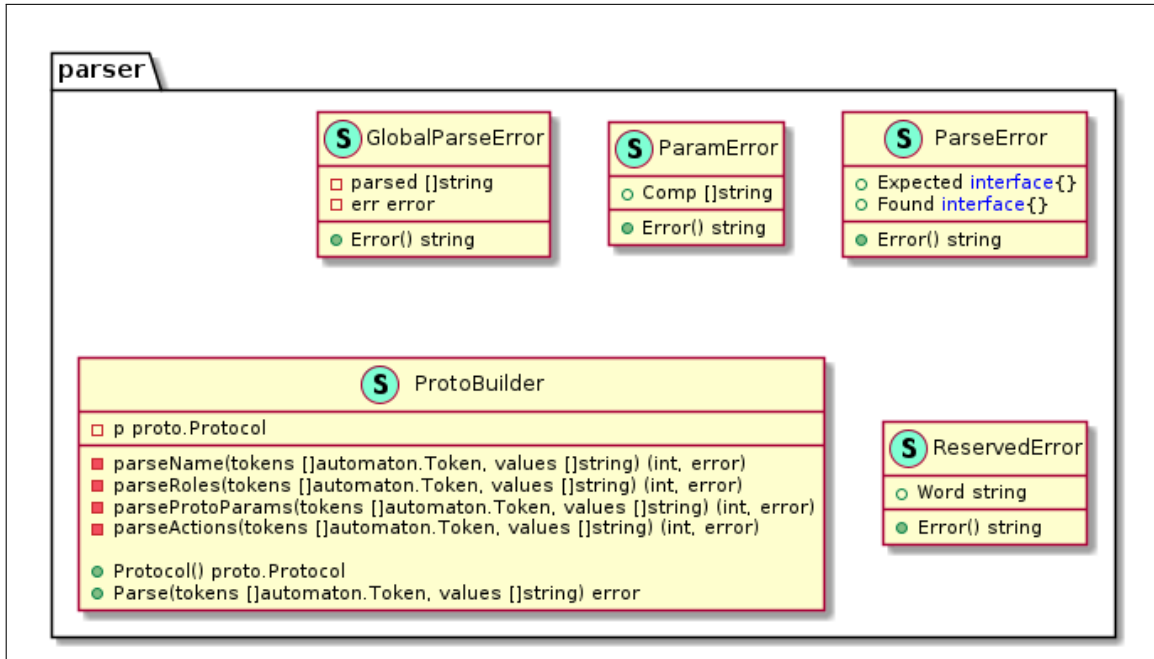 parser
S GlobalParseError
parsed []string
err error
Error() string
S ParamError
Comp []string
Error() string
S ParseError
Expected interface{}
Found interface{}
Error() string
S ProtoBuilder
p proto.Protocol
parseName(tokens []automaton.Token, values []string) (int, error)
parseRoles(tokens []automaton.Token, values []string) (int, error)
parseProtoParams(tokens []automaton.Token, values []string) (int, error)
parseActions(tokens []automaton.Token, values []string) (int, error)
Protocol() proto.Protocol
Parse(tokens []automaton.Token, values []string) error
S ReservedError
Word string
Error() string